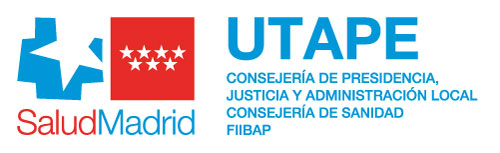 SaludMadrid
UTAPE
CONSEJERÍA DE PRESIDENCIA,
JUSTICIA Y ADMINISTRACIÓN LOCAL
CONSEJERÍA DE SANIDAD
FIIBAP